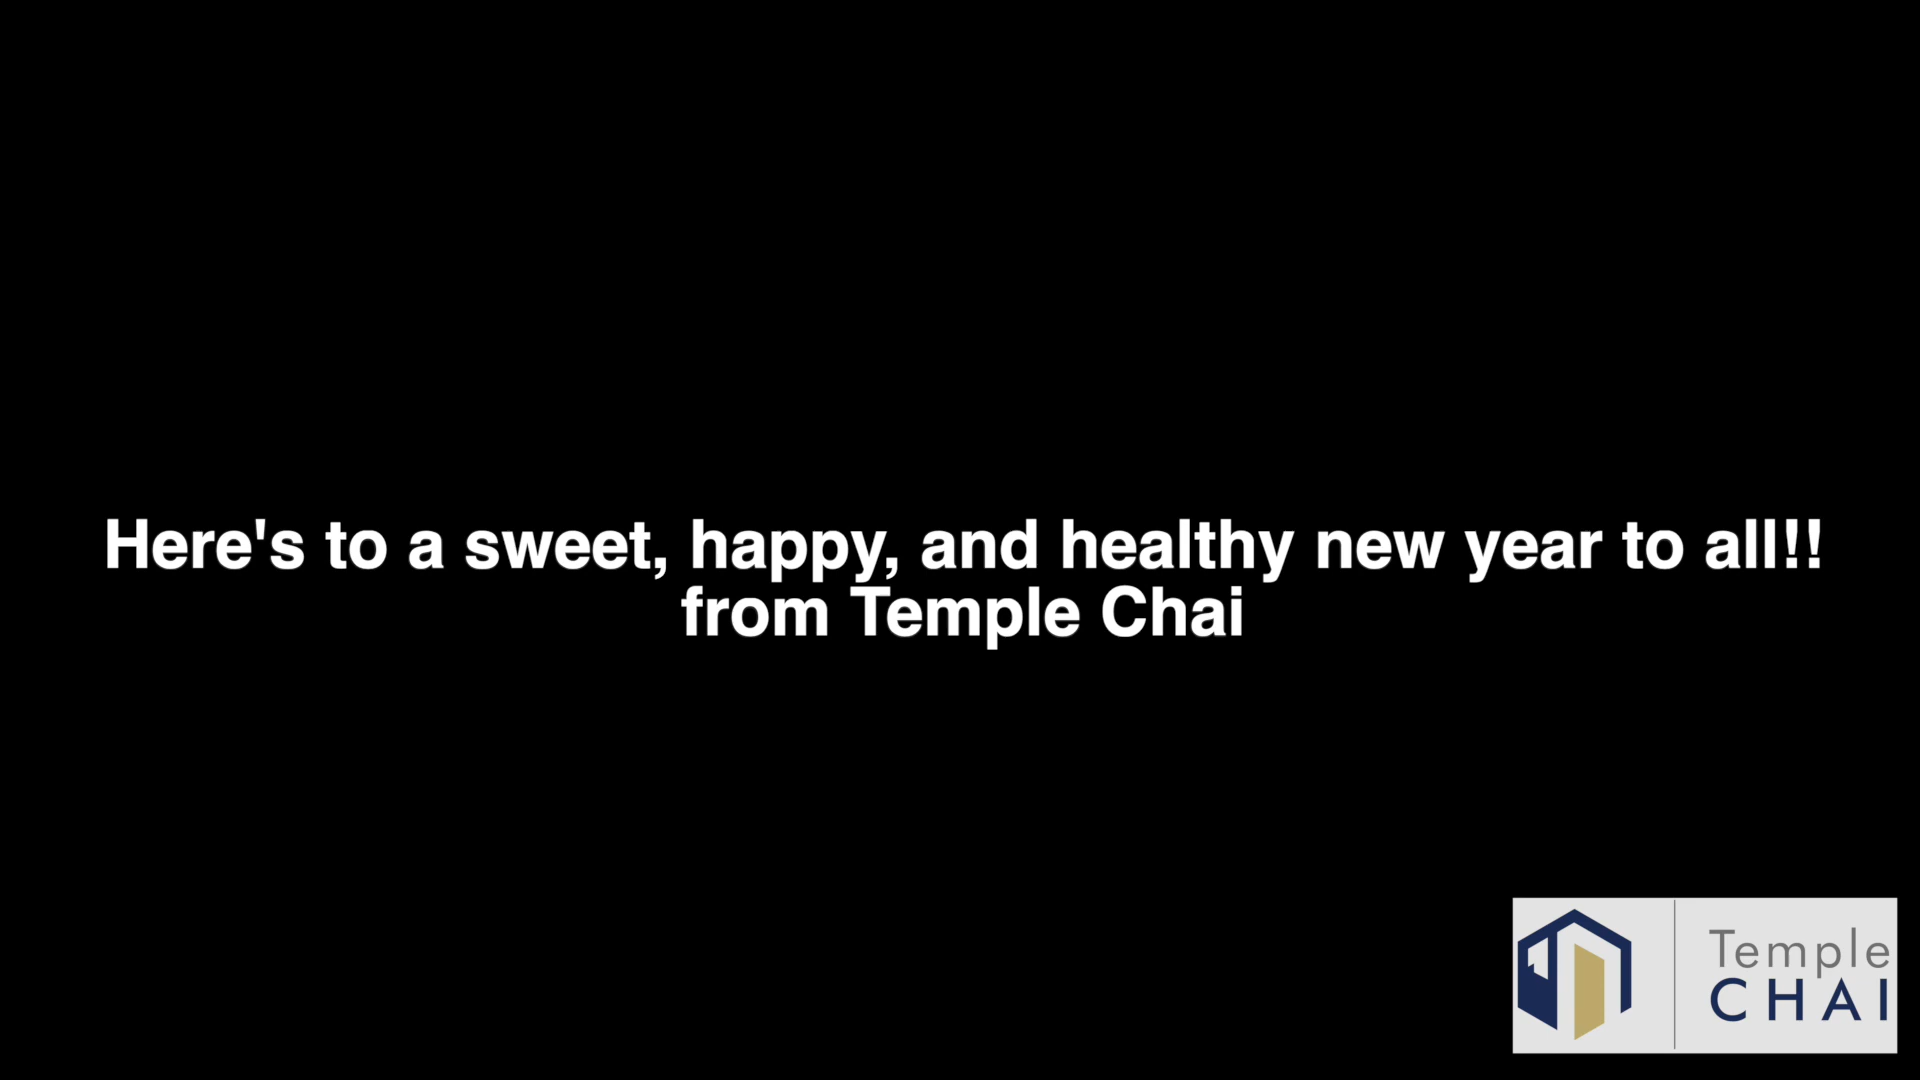 Here's to a sweet, happy, and healthy new year to all!!
from Temple Chai
Temple
CHAI